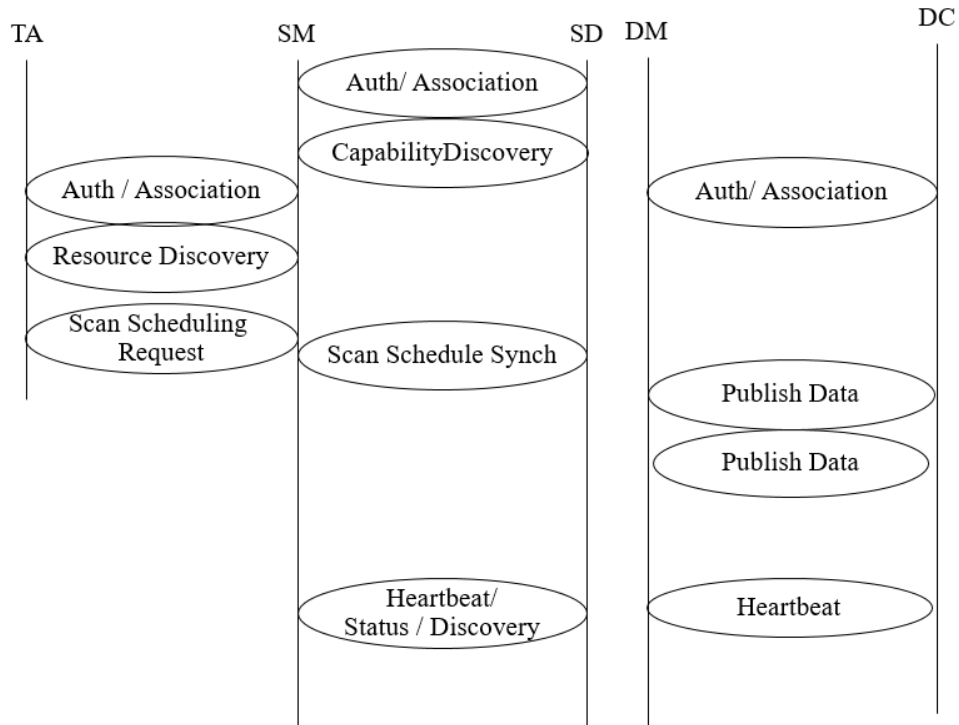 TA
SM
SD
DM
DC
Auth/ Association
CapabilityDiscovery
Auth / Association
Auth/ Association
Resource Discovery
Scan Scheduling
Request
Scan Schedule Synch
Publish Data
Publish Data
Heartbeat/
Status / Discovery
Heartbeat